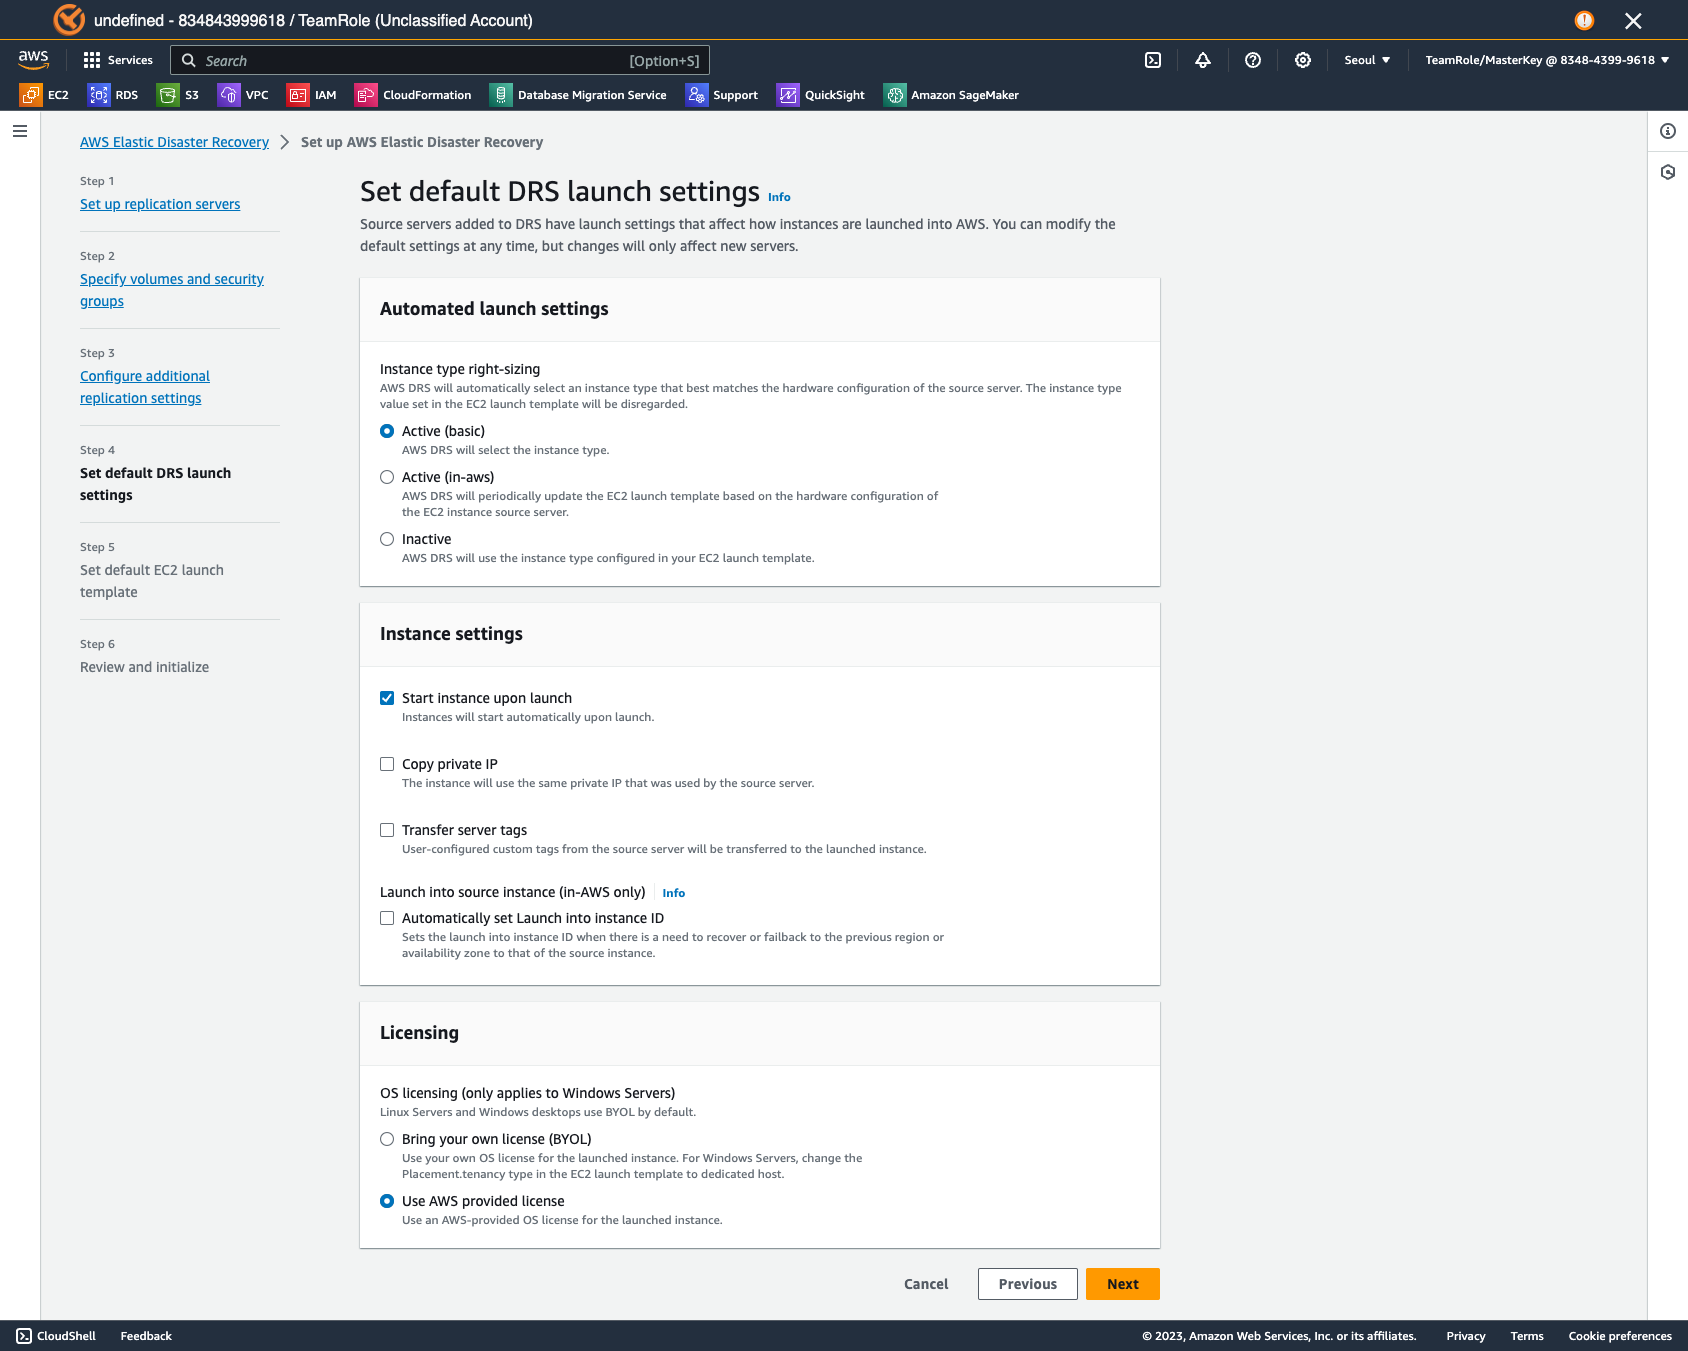 undefined - 834843999618 / TeamRole (Unclassified Account)
aws
Services
Search
[Option+S]
Seoul
TeamRole/MasterKey @ 8348-4399-9618
EC2
RDS
S3
VPC
IAM
CloudFormation
Database Migration Service
Support
QuickSight
Amazon SageMaker
AWS Elastic Disaster Recovery
Set up AWS Elastic Disaster Recovery
Step 1
Set up replication servers
Step 2
Specify volumes and security
groups
Step 3
Configure additional
replication settings
Step 4
Set default DRS launch
settings
Step 5
Set default EC2 launch
template
Step 6
Review and initialize
Set default DRS launch settings Info
Source servers added to DRS have launch settings that affect how instances are launched into AWS. You can modify the
default settings at any time, but changes will only affect new servers.
Automated launch settings
Instance type right-sizing
AWS DRS will automatically select an instance type that best matches the hardware configuration of the source server. The instance type
value set in the EC2 launch template will be disregarded.
Active (basic)
AWS DRS will select the instance type.
Active (in-aws)
AWS DRS will periodically update the EC2 launch template based on the hardware configuration of
the EC2 instance source server.
Inactive
AWS DRS will use the instance type configured in your EC2 launch template.
Instance settings
Start instance upon launch
Instances will start automatically upon launch.
Copy private IP
The instance will use the same private IP that was used by the source server.
Transfer server tags
User-configured custom tags from the source server will be transferred to the launched instance.
Launch into source instance (in-AWS only) Info
Automatically set Launch into instance ID
Sets the launch into instance ID when there is a need to recover or failback to the previous region or
availability zone to that of the source instance.
Licensing
OS licensing (only applies to Windows Servers)
Linux Servers and Windows desktops use BYOL by default.
Bring your own license (BYOL)
Use your own OS license for the launched instance. For Windows Servers, change the
Placement.tenancy type in the EC2 launch template to dedicated host.
Use AWS provided license
Use an AWS-provided OS license for the launched instance.
Cancel
Previous
Next
CloudShell
Feedback
© 2023, Amazon Web Services, Inc. or its affiliates.
Privacy
Terms
Cookie preferences